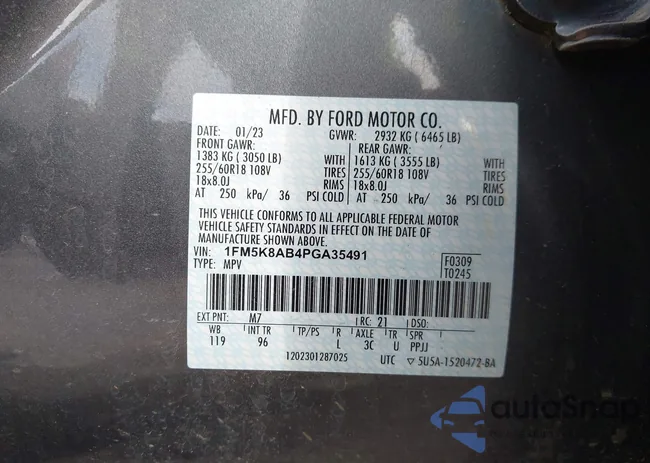 MFD. BY FORD MOTOR CO.
DATE: 01/23 GVWR: 2932 KG (6465 LB)
FRONT GAWR: REAR GAWR:
1383 KG (3050 LB) WITH 1613 KG (3555 LB) WITH
255/60R18 108V TIRES 255/60R18 108V TIRES
18x8.0J RIMS 18x8.0J RIMS
AT 250 kPa/ 36 PSI COLD AT 250 kPa/ 36 PSI COLD
THIS VEHICLE CONFORMS TO ALL APPLICABLE FEDERAL MOTOR
VEHICLE SAFETY STANDARDS IN EFFECT ON THE DATE OF
MANUFACTURE SHOWN ABOVE.
VIN: 1FM5K8AB4PGA35491 F0309
TYPE: MPV T0245
EXT PNT: M7 RC: 21 DSO:
WB INT TR TP/PS R AXLE TR SPR
119 96 L 3C U PPJJ
1202301287025 UTC ▽ 5U5A-1520472-BA
autoSnap